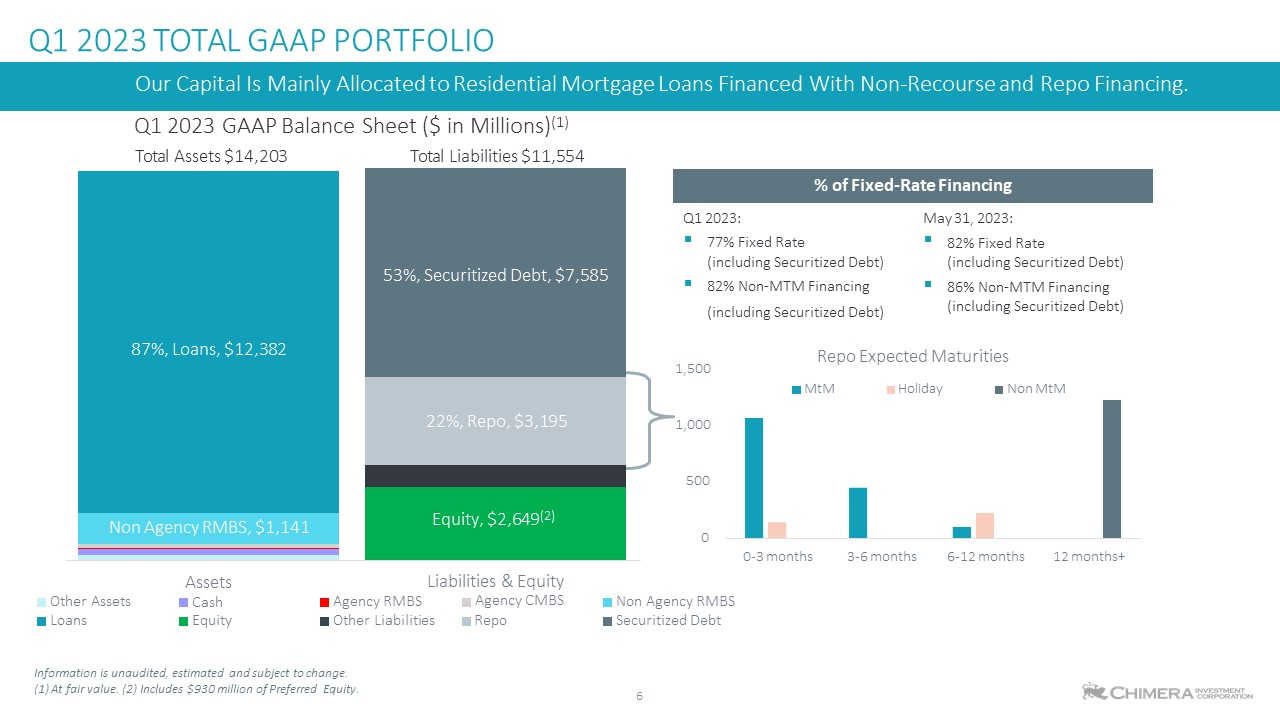 Q1 2023 TOTAL GAAP PORTFOLIO
Our Capital Is Mainly Allocated to Residential Mortgage Loans Financed With Non-Recourse and Repo Financing.
Q1 2023 GAAP Balance Sheet ($ in Millions)(1)
Total Assets $14,203
Total Liabilities $11,554
87%, Loans, $12,382
Non Agency RMBS, $1,141
53%, Securitized Debt, $7,585
22%, Repo, $3,195
Equity, $2,649(2)
Assets
Liabilities & Equity
Other Assets
Cash
Agency RMBS
Agency CMBS
Non Agency RMBS
Loans
Equity
Other Liabilities
Repo
Securitized Debt
% of Fixed-Rate Financing
Q1 2023:
▪ 77% Fixed Rate
(including Securitized Debt)
▪ 82% Non-MTM Financing
(including Securitized Debt)
May 31, 2023:
▪ 82% Fixed Rate
(including Securitized Debt)
▪ 86% Non-MTM Financing
(including Securitized Debt)
Repo Expected Maturities
MtM
Holiday
Non MtM
1,500
1,000
500
0
0-3 months
3-6 months
6-12 months
12 months+
Information is unaudited, estimated and subject to change.
(1) At fair value. (2) Includes $930 million of Preferred Equity.
6
CHIMERA INVESTMENT CORPORATION